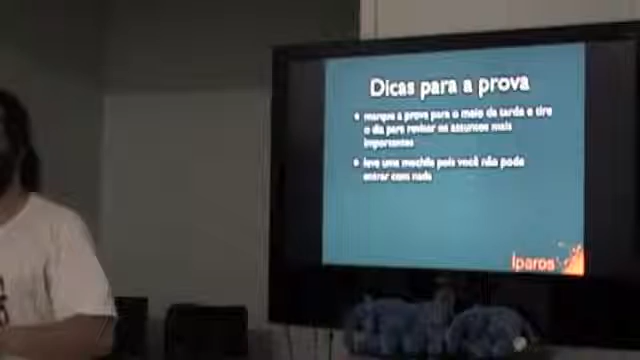 Dicas para a prova
• marque a prova para o meio da tarde e tire
o dia para revisar os assuntos mais
importantes
• leve uma mochila pois você não pode
entrar com nada
iparos